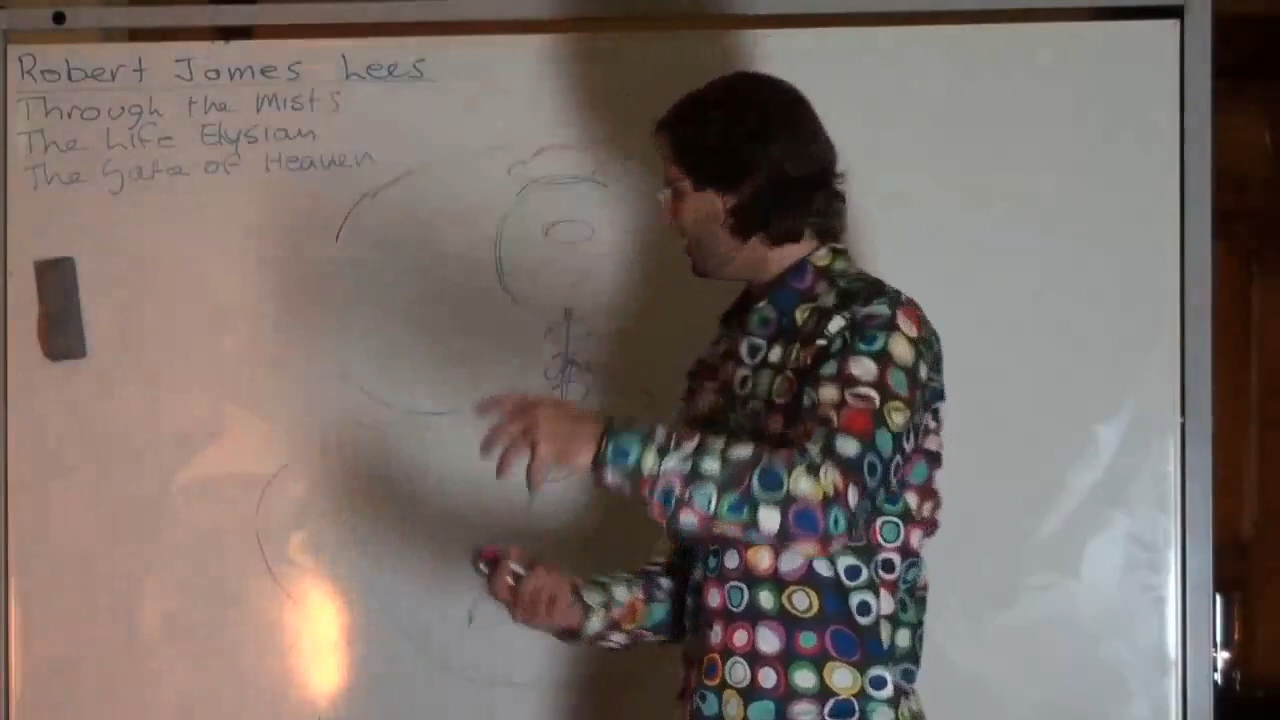 Robert James Lees
Through the Mists
The Life Elysian
The Gate of Heaven